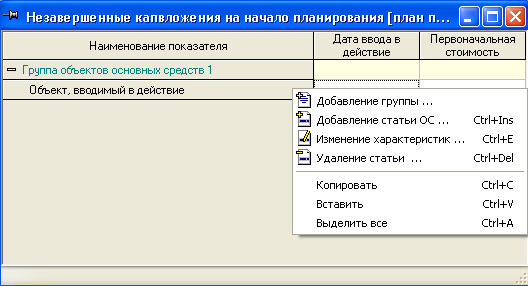 Незавершенные капвложения на начало планирования [план п...
Наименование показателя
Дата ввода в
действие
Первоначальная
стоимость
Группа объектов основных средств 1
Объект, вводимый в действие
Добавление группы ...
Добавление статьи ОС ... Ctrl+Ins
Изменение характеристик ... Ctrl+E
Удаление статьи ... Ctrl+Del
Копировать Ctrl+C
Вставить Ctrl+V
Выделить все Ctrl+A